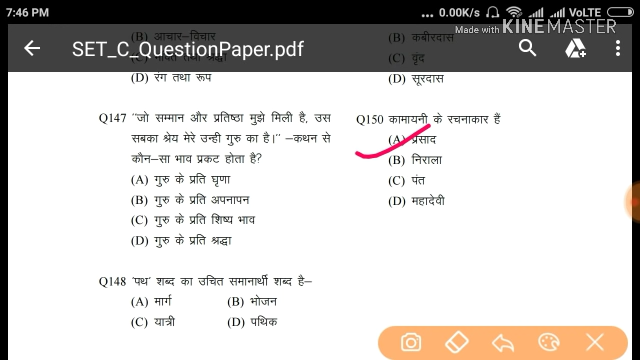 7:46 PM
... 0.00K/s VoLTE
Made with KINEMASTER
SET_C_QuestionPaper.pdf
(B) आचार–विचार
(D) रंग तथा रूप
Q147 "जो सम्मान और प्रतिष्ठा मुझे मिली है, उस
सबका श्रेय मेरे उन्ही गुरु का है।" –कथन से
कौन–सा भाव प्रकट होता है?
(A) गुरु के प्रति घृणा
(B) गुरु के प्रति अपनापन
(C) गुरु के प्रति शिष्य भाव
(D) गुरु के प्रति श्रद्धा
Q148 'पथ' शब्द का उचित समानार्थी शब्द है–
(A) मार्ग (B) भोजन
(C) यात्री (D) पथिक
(B) कबीरदास
(C) वृंद
(D) सूरदास
Q150 कामायनी के रचनाकार हैं
(A) प्रसाद
(B) निराला
(C) पंत
(D) महादेवी